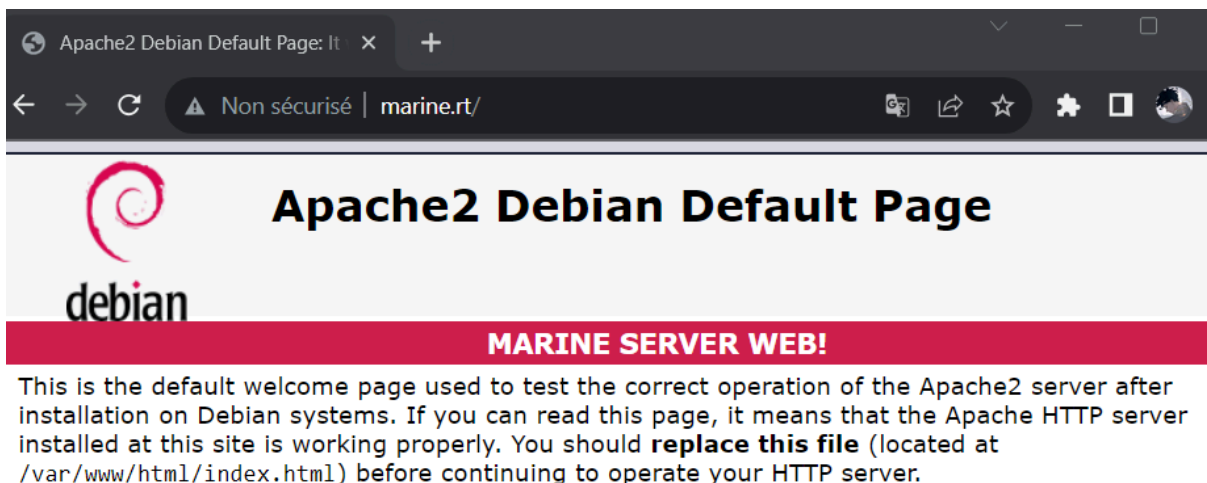 Apache2 Debian Default Page: It
Non sécurisé | marine.rt/
Apache2 Debian Default Page
debian
MARINE SERVER WEB!
This is the default welcome page used to test the correct operation of the Apache2 server after
installation on Debian systems. If you can read this page, it means that the Apache HTTP server
installed at this site is working properly. You should replace this file (located at
/var/www/html/index.html) before continuing to operate your HTTP server.